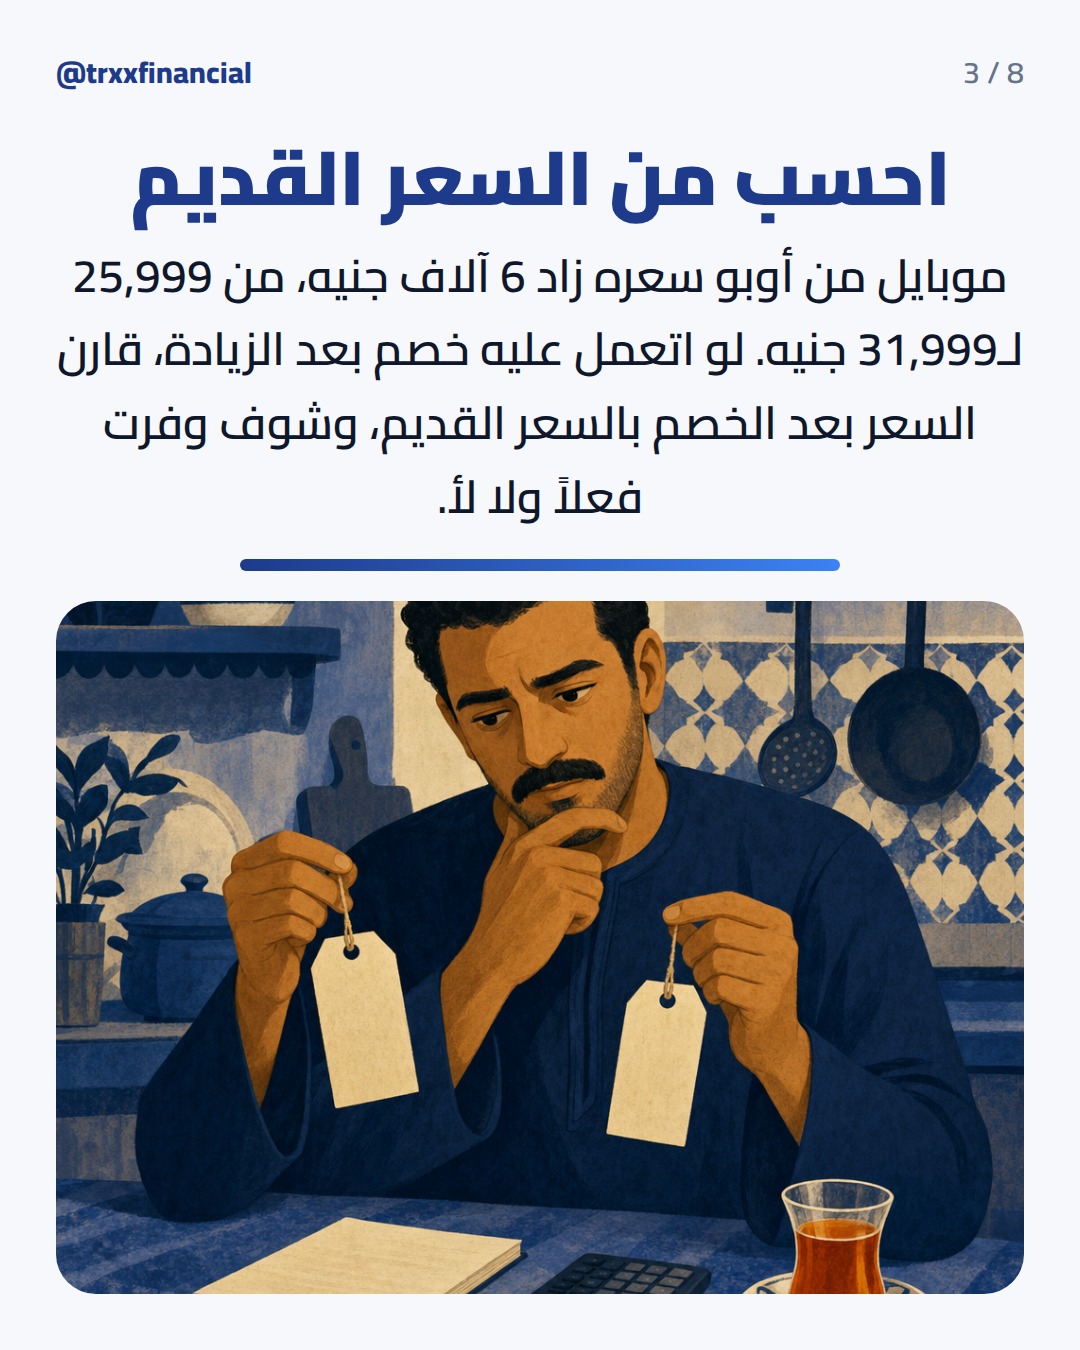 @trxxfinancial
3 / 8
احسب من السعر القديم
موبايل من أوبو سعره زاد 6 آلاف جنيه، من 25,999
لـ31,999 جنيه. لو اتعمل عليه خصم بعد الزيادة، قارن
السعر بعد الخصم بالسعر القديم، وشوف وفرت
فعلاً ولا لأ.